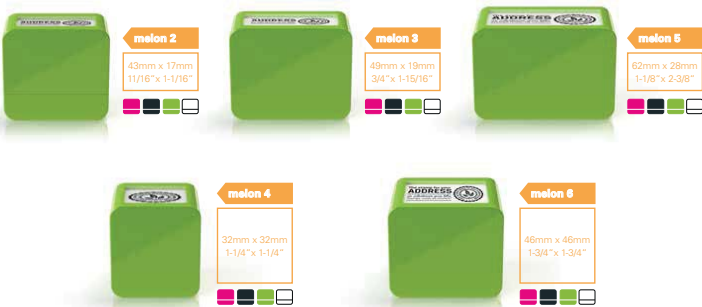 ADDRESS
melon 2
43mm x 17mm
11/16" x 1-1/16"
ADDRESS
melon 3
49mm x 19mm
3/4" x 1-15/16"
ADDRESS
melon 5
62mm x 28mm
1-1/8" x 2-3/8"
melon 4
32mm x 32mm
1-1/4" x 1-1/4"
ADDRESS
melon 6
46mm x 46mm
1-3/4" x 1-3/4"